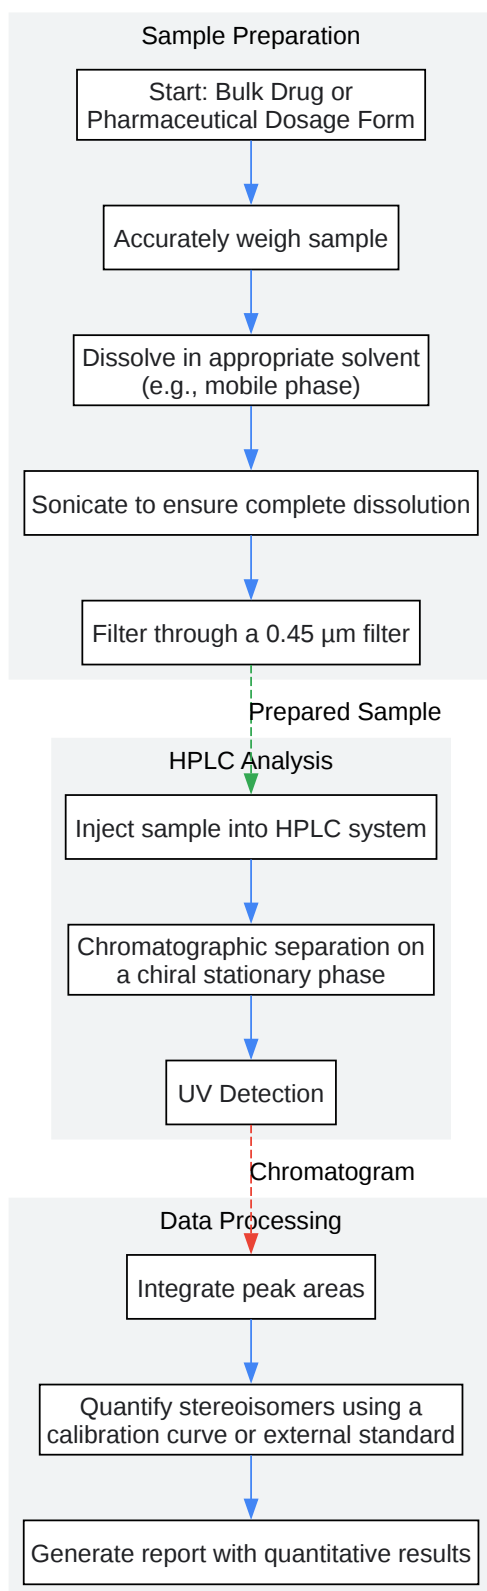 Sample Preparation
Start: Bulk Drug or
Pharmaceutical Dosage Form
Accurately weigh sample
Dissolve in appropriate solvent
(e.g., mobile phase)
Sonicate to ensure complete dissolution
Filter through a 0.45 µm filter
Prepared Sample
HPLC Analysis
Inject sample into HPLC system
Chromatographic separation on
a chiral stationary phase
UV Detection
Chromatogram
Data Processing
Integrate peak areas
Quantify stereoisomers using a
calibration curve or external standard
Generate report with quantitative results